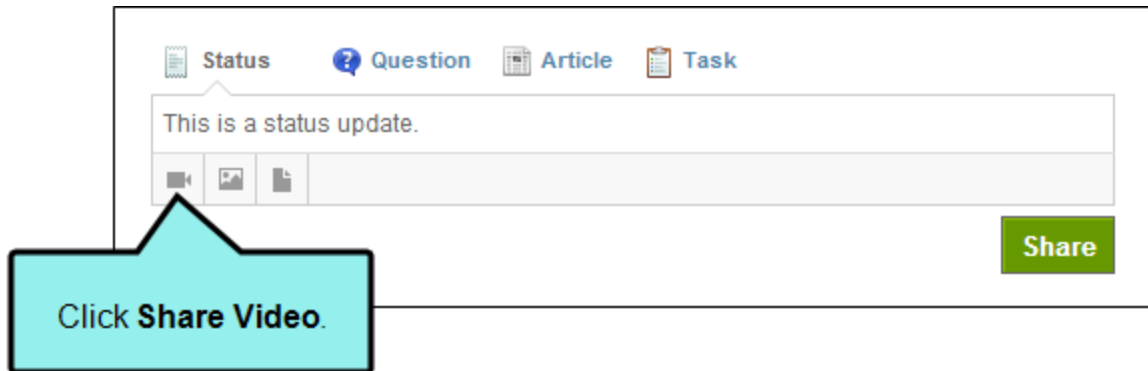 Status Question Article Task
This is a status update.
Share
Click Share Video.